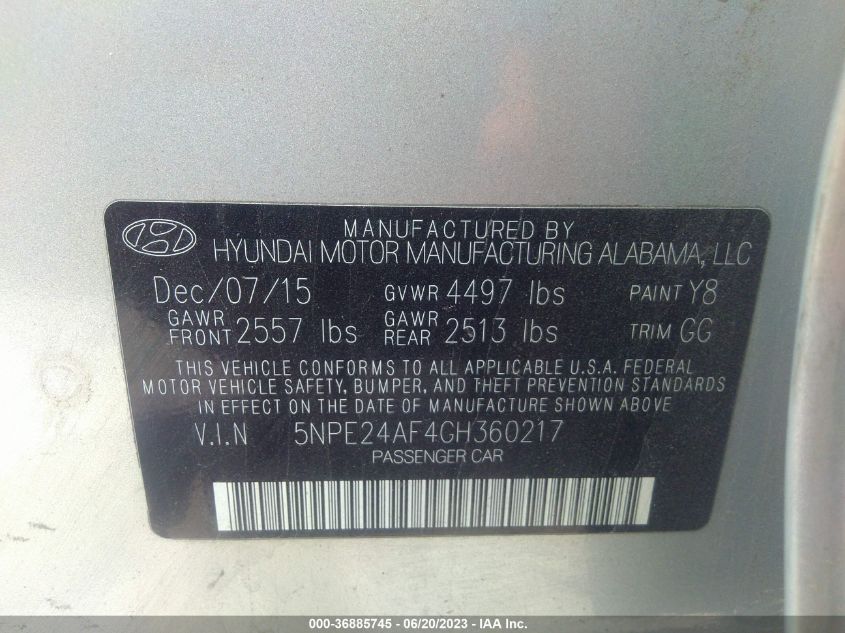 MANUFACTURED BY
HYUNDAI MOTOR MANUFACTURING ALABAMA, LLC
Dec/07/15 GVWR 4497 lbs PAINT Y8
GAWR FRONT 2557 lbs GAWR REAR 2513 lbs TRIM GG
THIS VEHICLE CONFORMS TO ALL APPLICABLE U.S.A. FEDERAL
MOTOR VEHICLE SAFETY, BUMPER, AND THEFT PREVENTION STANDARDS
IN EFFECT ON THE DATE OF MANUFACTURE SHOWN ABOVE
V.I.N 5NPE24AF4GH360217
PASSENGER CAR
000-36885745 - 06/20/2023 - IAA Inc.